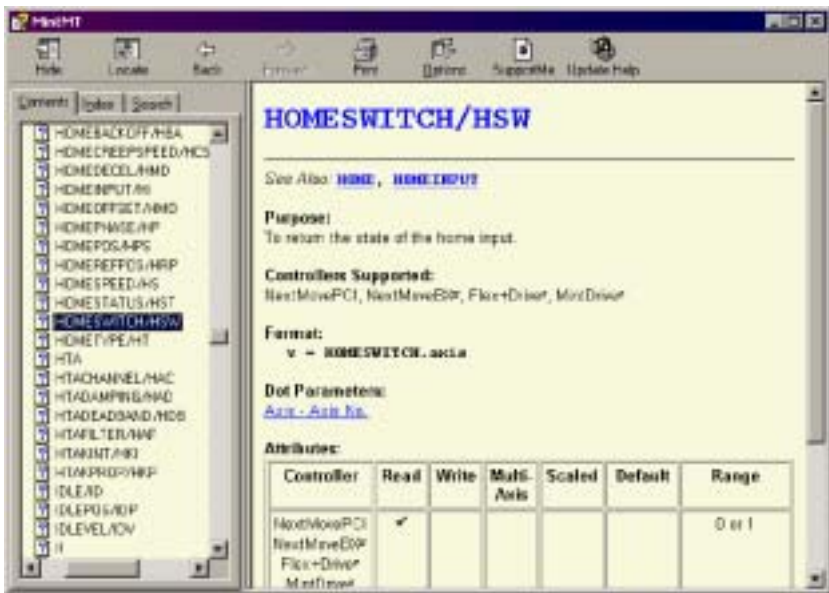 MintMT
Hide Locate Back Forward Print Options SupportMe Update Help
Contents Index Search
HOMEBACKOFF/HBA
HOMECREEPSPEED/HCS
HOMEDECEL/HMD
HOMEINPUT/HI
HOMEOFFSET/HMO
HOMEPHASE/HP
HOMEPOS/HPS
HOMEREFPOS/HRP
HOMESPEED/HS
HOMESTATUS/HST
HOMESWITCH/HSW
HOMETYPE/HT
HTA
HTACHANNEL/HAC
HTADAMPING/HAD
HTADEADBAND/HDB
HTAFILTER/HAF
HTAKINT/HKI
HTAKPROP/HKP
IDLE/ID
IDLEPOS/IDP
IDLEVEL/IDV
HOMESWITCH/HSW
See Also: HOME, HOMEINPUT
Purpose:
To return the state of the home input.
Controllers Supported:
NextMovePCI, NextMoveBX, Flex+Drive, MintDrive
Format:
v = HOMESWITCH.axis
Dot Parameters:
Axis - Axis No.
Attributes:
Controller Read Write Multi-Axis Scaled Default Range
NextMovePCI ✔ 0 or 1
NextMoveBX
Flex+Drive
MintDrive